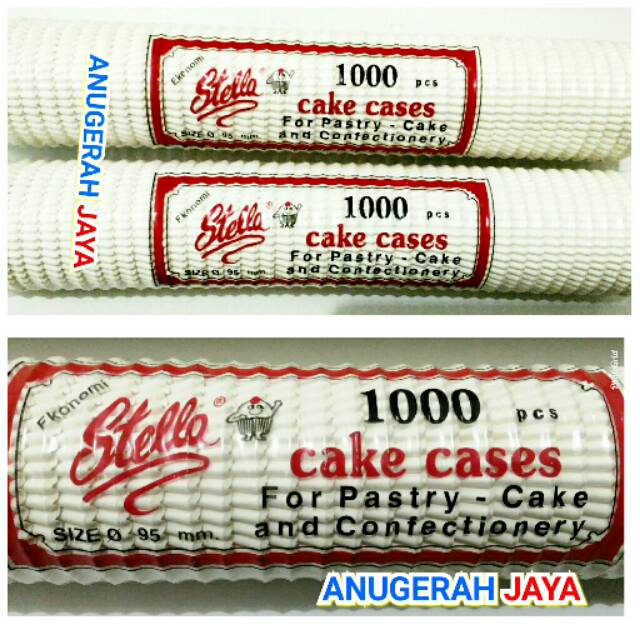 ANUGERAH JAYA
Ekonomi
Stella®
1000 pcs
cake cases
For Pastry - Cake
and Confectionery
SIZE Ø 95 mm.
Ekonomi
Stella®
1000 pcs
cake cases
For Pastry - Cake
and Confectionery
SIZE Ø 95 mm.
Ekonomi
Stella®
1000 pcs
cake cases
For Pastry - Cake
and Confectionery
SIZE Ø 95 mm.
ANUGERAH JAYA